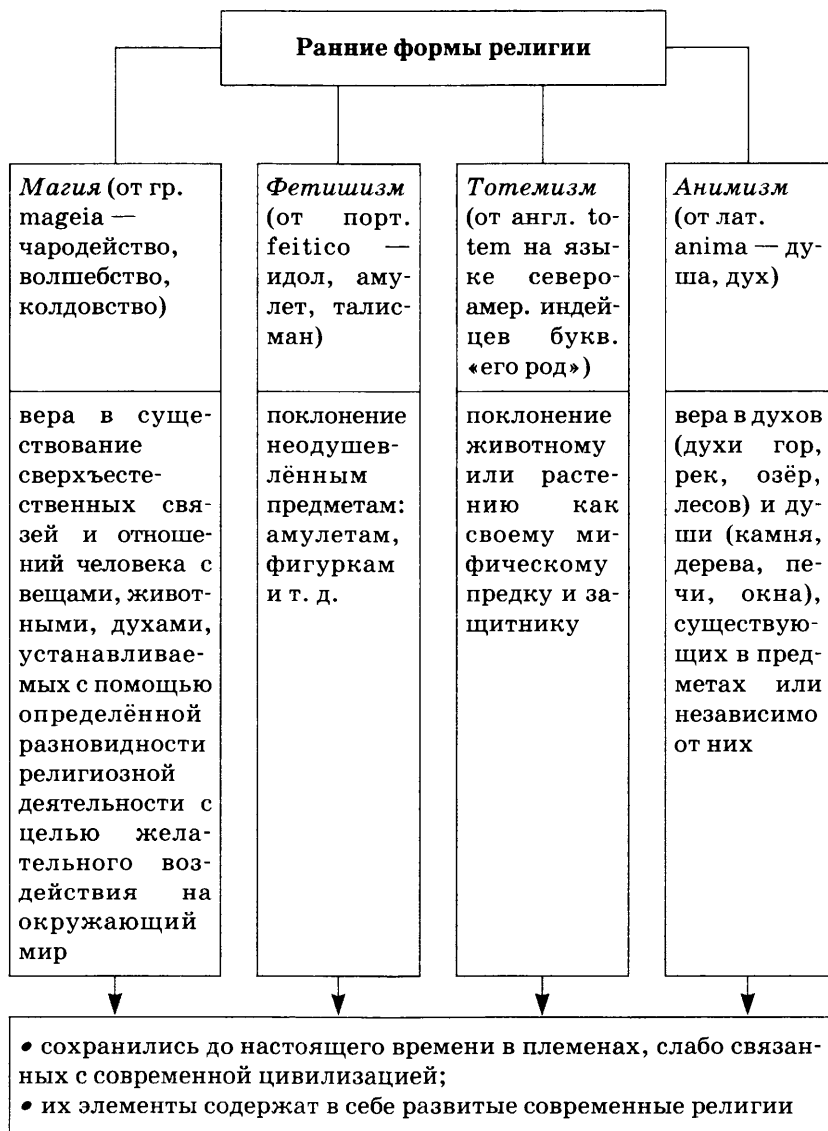 Ранние формы религии
Магия (от гр.
mageia —
чародейство,
волшебство,
колдовство)
вера в суще-
ствование
сверхъесте-
ственных свя-
зей и отноше-
ний человека с
вещами, живот-
ными, духами,
устанавливае-
мых с помощью
определённой
разновидности
религиозной
деятельности с
целью жела-
тельного воз-
действия на
окружающий
мир
Фетишизм
(от порт.
feitico —
идол, аму-
лет, талис-
ман)
поклонение
неодушев-
лённым
предметам:
амулетам,
фигуркам
и т. д.
Тотемизм
(от англ. to-
tem на язы-
ке северо-
амер. индей-
цев букв.
«его род»)
поклонение
животному
или расте-
нию как
своему ми-
фическому
предку и за-
щитнику
Анимизм
(от лат.
anima — ду-
ша, дух)
вера в духов
(духи гор,
рек, озёр,
лесов) и ду-
ши (камня,
дерева, пе-
чи, окна),
существую-
щих в пред-
метах или
независимо
от них
• сохранились до настоящего времени в племенах, слабо связан-
ных с современной цивилизацией;
• их элементы содержат в себе развитые современные религии